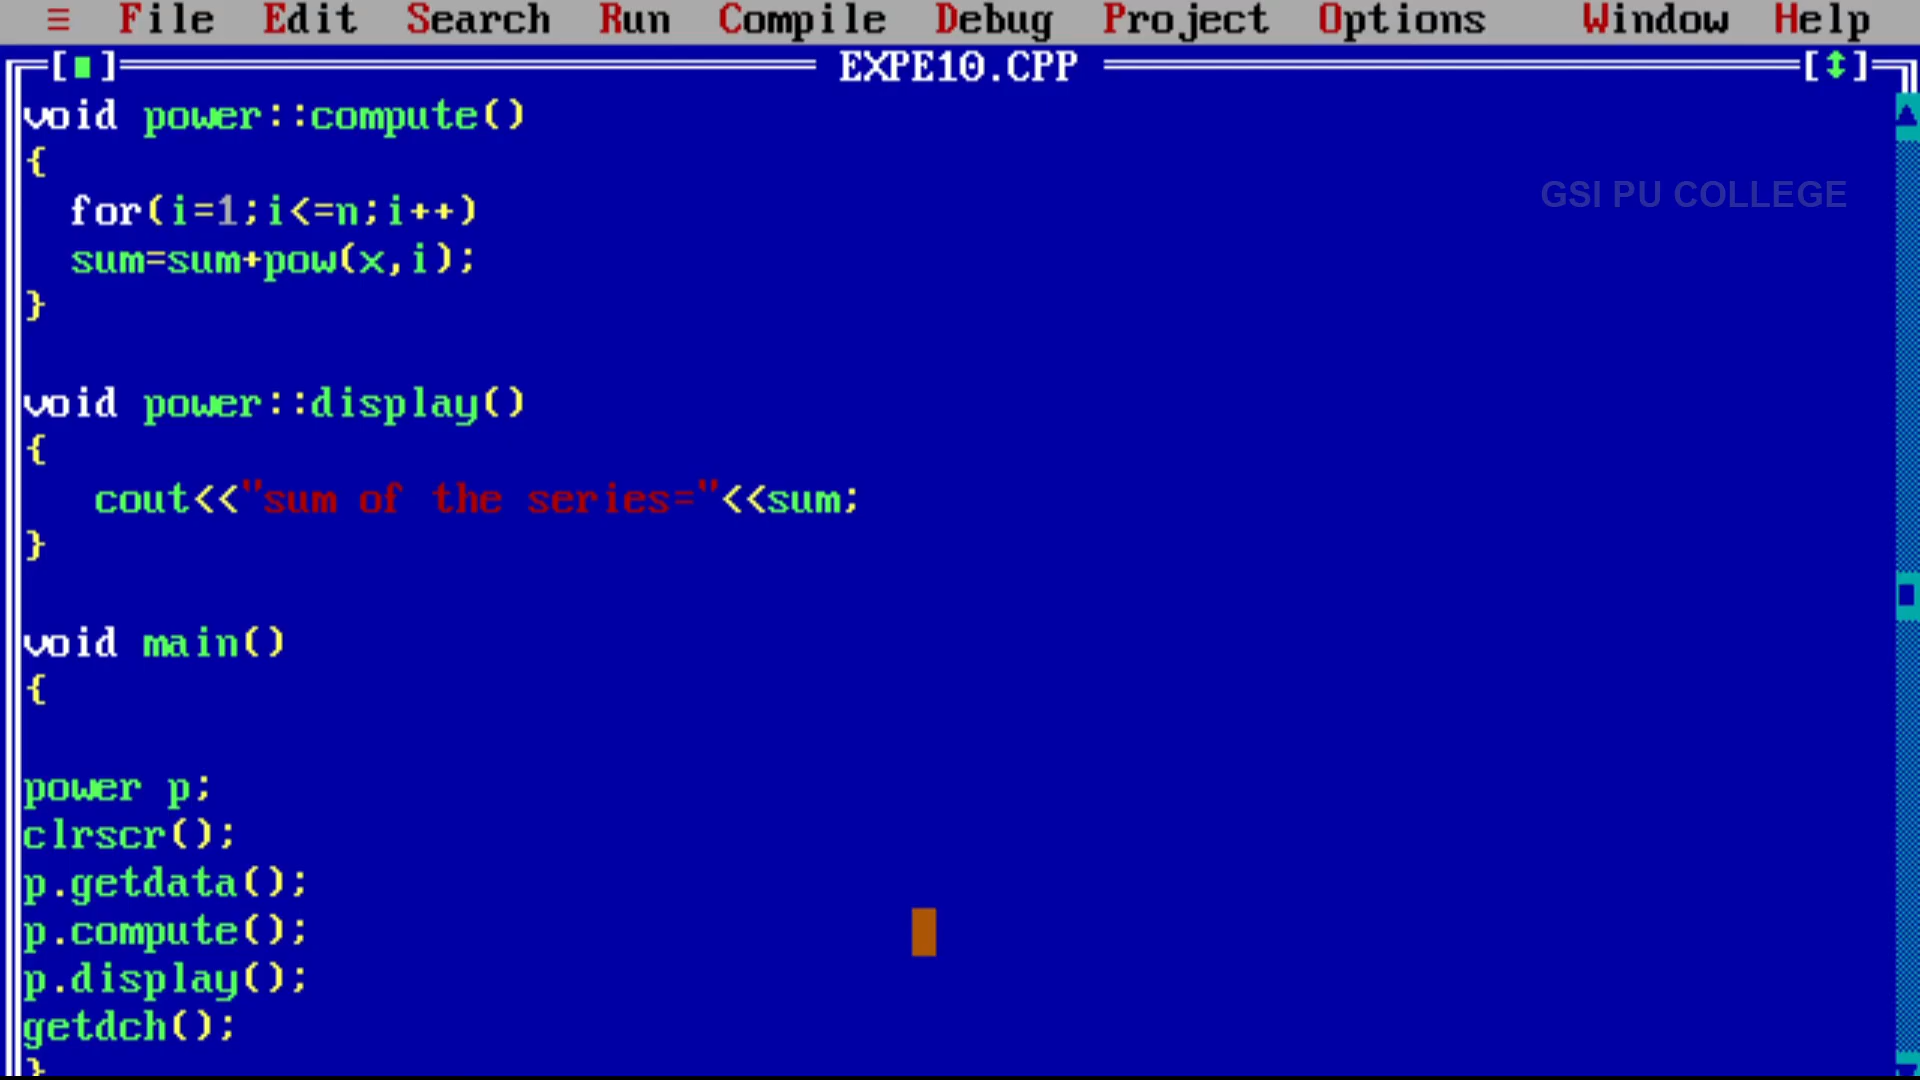 ≡ File Edit Search Run Compile Debug Project Options Window Help
[■] EXPE10.CPP [↕]
void power::compute()
{
for(i=1;i<=n;i++)
sum=sum+pow(x,i);
}
void power::display()
{
cout<<"sum of the series="<<sum;
}
void main()
{
power p;
clrscr();
p.getdata();
p.compute();
p.display();
getdch();
}
GSI PU COLLEGE